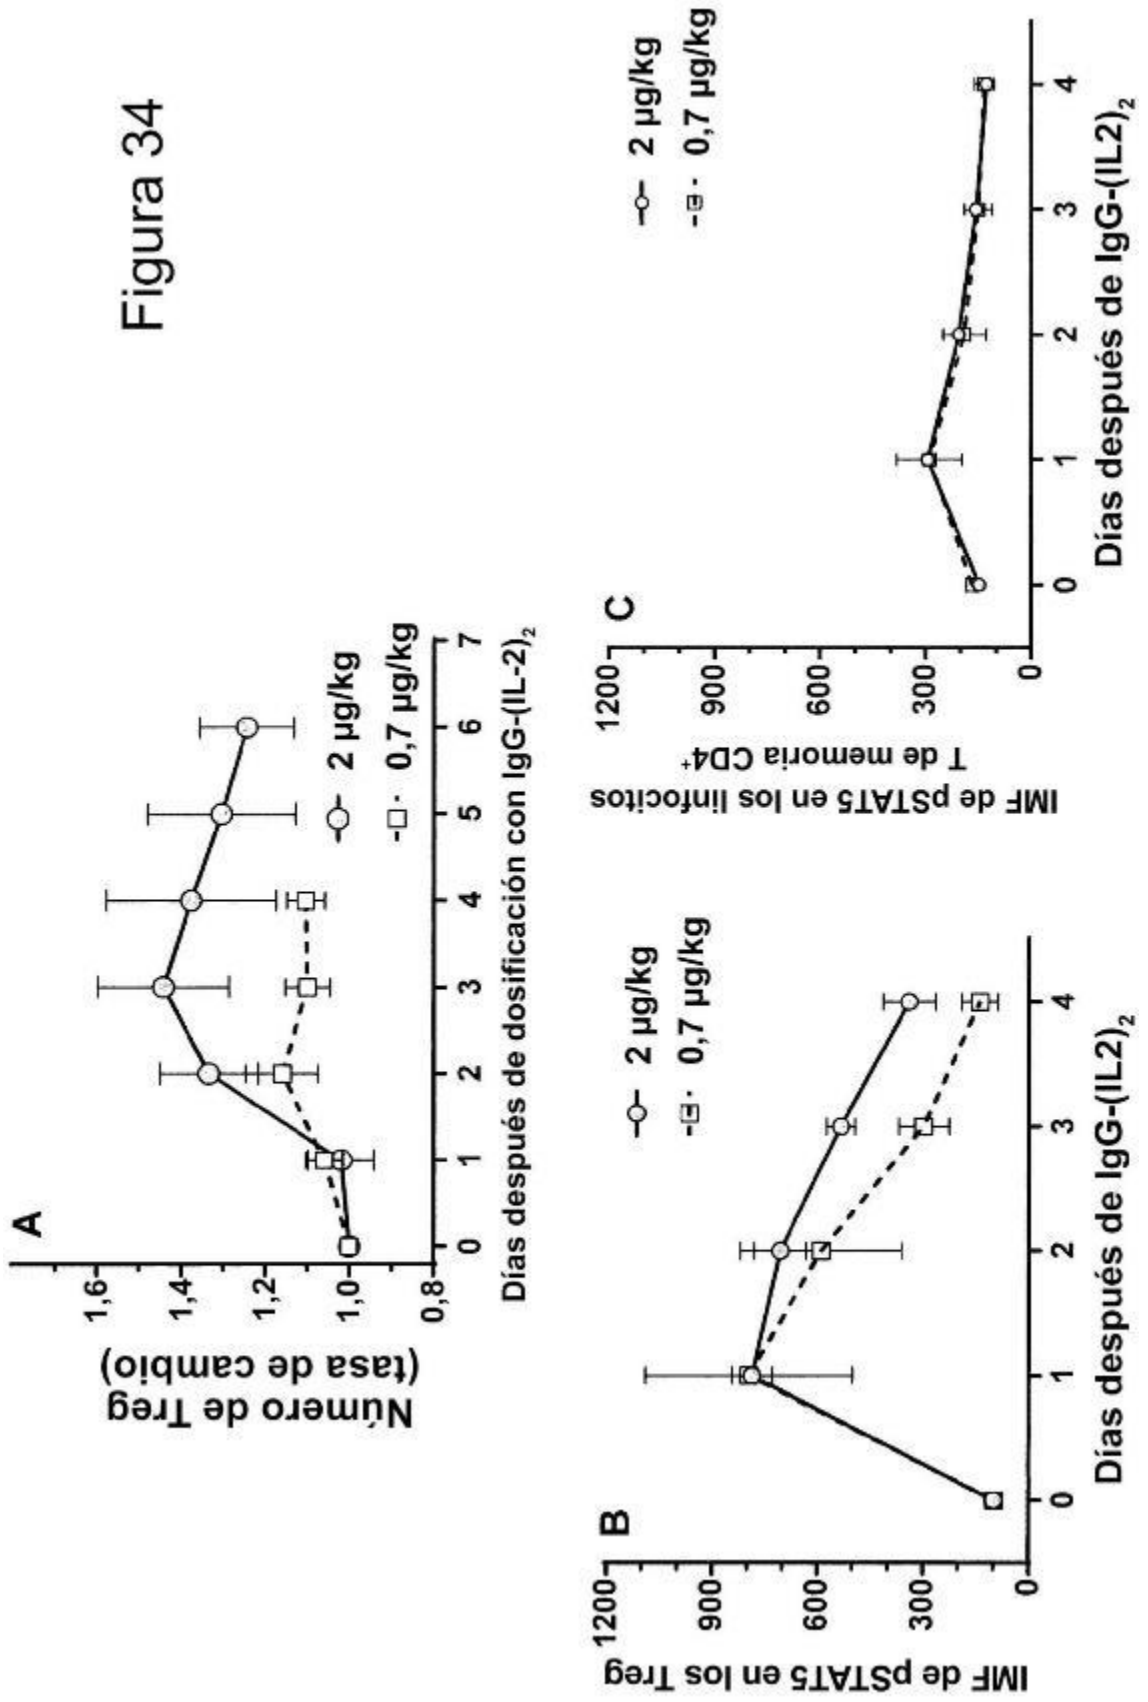 Figura 34
A
Número de Treg
(tasa de cambio)
1,6
1,4
1,2
1,0
0,8
0 1 2 3 4 5 6 7
Días después de dosificación con IgG-(IL-2)₂
2 µg/kg
0,7 µg/kg
B
IMF de pSTAT5 en los Treg
1200
900
600
300
0
0 1 2 3 4
Días después de IgG-(IL2)₂
2 µg/kg
0,7 µg/kg
C
IMF de pSTAT5 en los linfocitos
T de memoria CD4⁺
1200
900
600
300
0
0 1 2 3 4
Días después de IgG-(IL2)₂
2 µg/kg
0,7 µg/kg